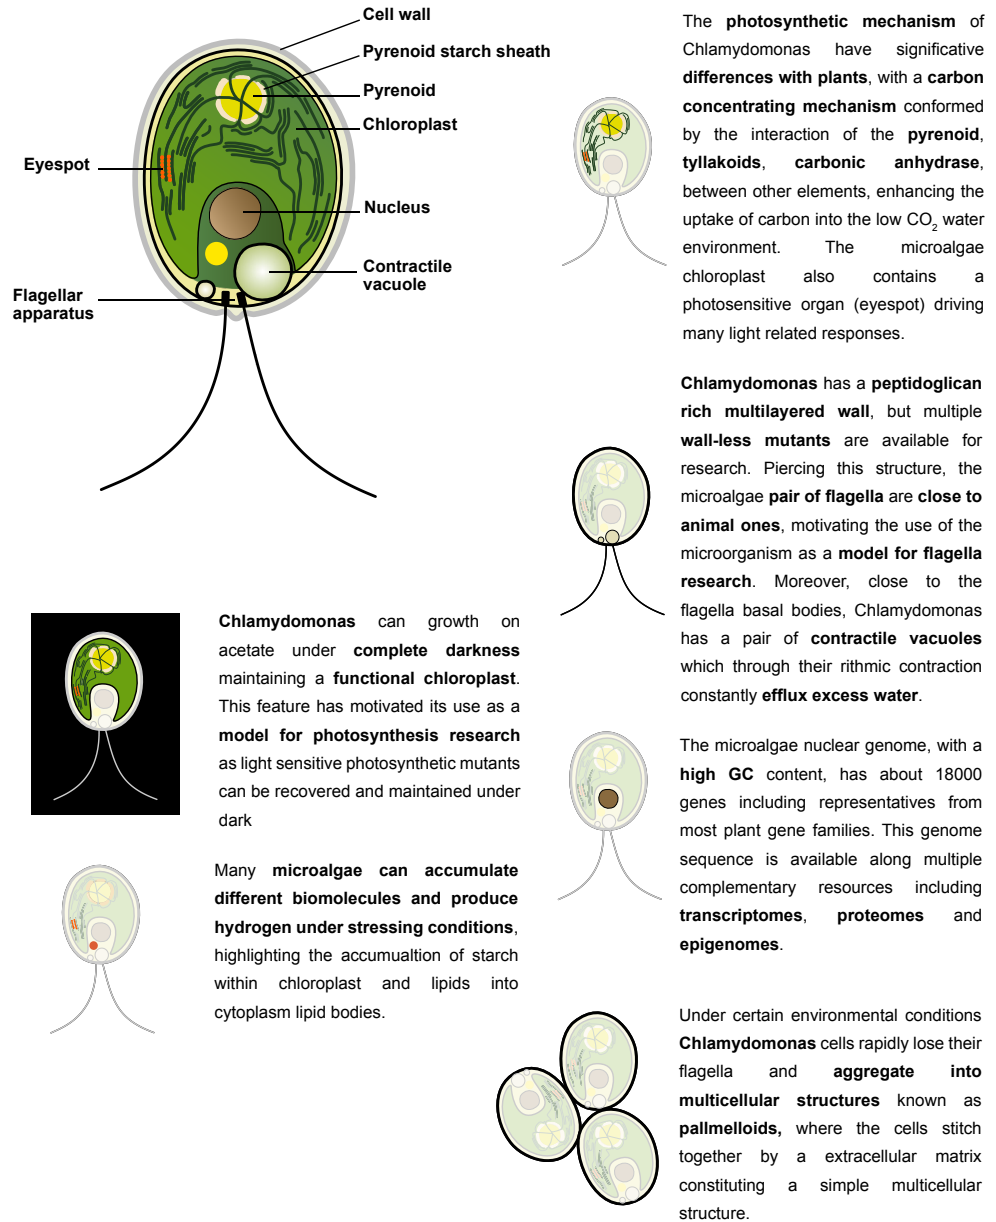 Cell wall
Pyrenoid starch sheath
Pyrenoid
Chloroplast
Eyespot
Nucleus
Contractile
vacuole
Flagellar
apparatus
The photosynthetic mechanism of
Chlamydomonas have significative
differences with plants, with a carbon
concentrating mechanism conformed
by the interaction of the pyrenoid,
tyllakoids, carbonic anhydrase,
between other elements, enhancing the
uptake of carbon into the low CO2 water
environment. The microalgae
chloroplast also contains a
photosensitive organ (eyespot) driving
many light related responses.
Chlamydomonas has a peptidoglican
rich multilayered wall, but multiple
wall-less mutants are available for
research. Piercing this structure, the
microalgae pair of flagella are close to
animal ones, motivating the use of the
microorganism as a model for flagella
research. Moreover, close to the
flagella basal bodies, Chlamydomonas
has a pair of contractile vacuoles
which through their rithmic contraction
constantly efflux excess water.
Chlamydomonas can growth on
acetate under complete darkness
maintaining a functional chloroplast.
This feature has motivated its use as a
model for photosynthesis research
as light sensitive photosynthetic mutants
can be recovered and maintained under
dark
The microalgae nuclear genome, with a
high GC content, has about 18000
genes including representatives from
most plant gene families. This genome
sequence is available along multiple
complementary resources including
transcriptomes, proteomes and
epigenomes.
Many microalgae can accumulate
different biomolecules and produce
hydrogen under stressing conditions,
highlighting the accumualtion of starch
within chloroplast and lipids into
cytoplasm lipid bodies.
Under certain environmental conditions
Chlamydomonas cells rapidly lose their
flagella and aggregate into
multicellular structures known as
pallmelloids, where the cells stitch
together by a extracellular matrix
constituting a simple multicellular
structure.